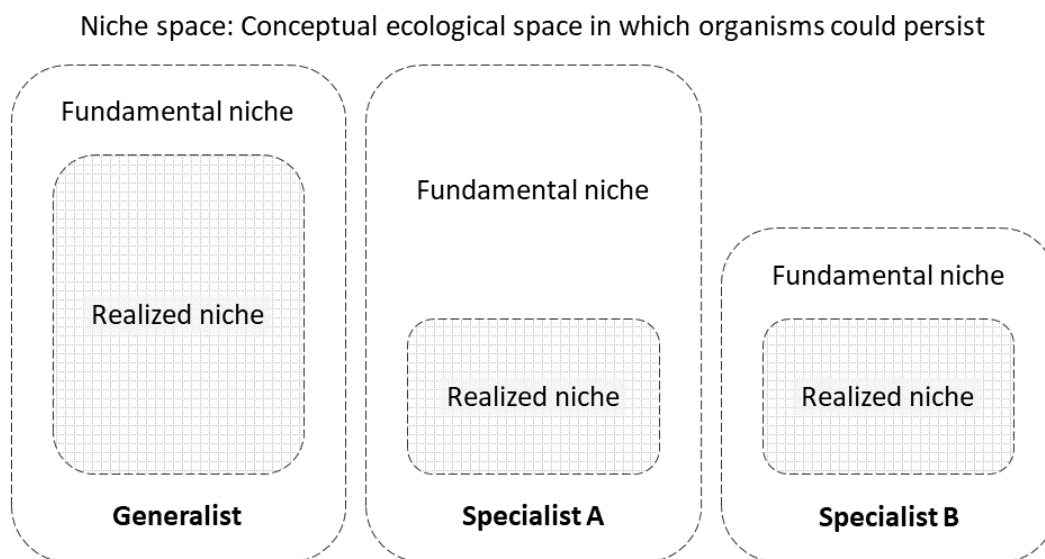 Niche space: Conceptual ecological space in which organisms could persist
Fundamental niche
Realized niche
Generalist
Fundamental niche
Realized niche
Specialist A
Fundamental niche
Realized niche
Specialist B